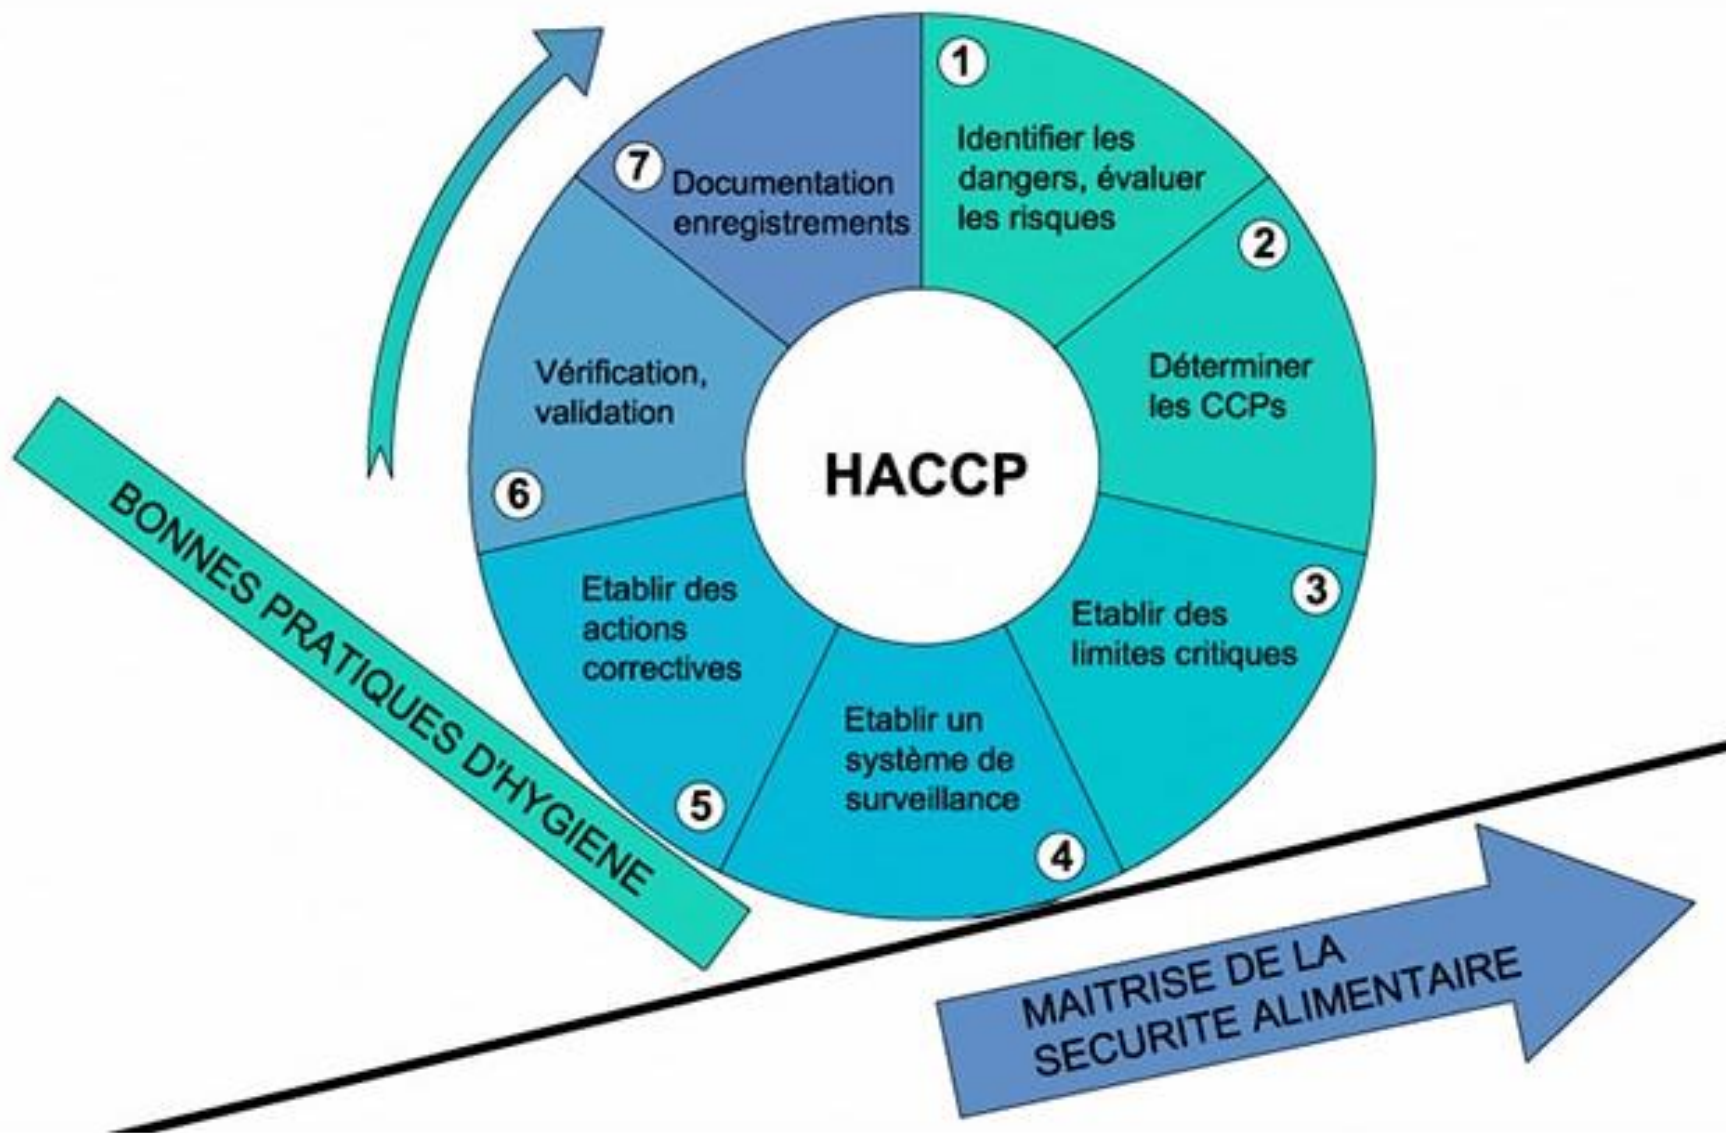 1
Identifier les
dangers, évaluer
les risques
2
Déterminer
les CCPs
3
Etablir des
limites critiques
4
Etablir un
système de
surveillance
5
Etablir des
actions
correctives
6
Vérification,
validation
7
Documentation
enregistrements
HACCP
BONNES PRATIQUES D'HYGIENE
MAITRISE DE LA
SECURITE ALIMENTAIRE